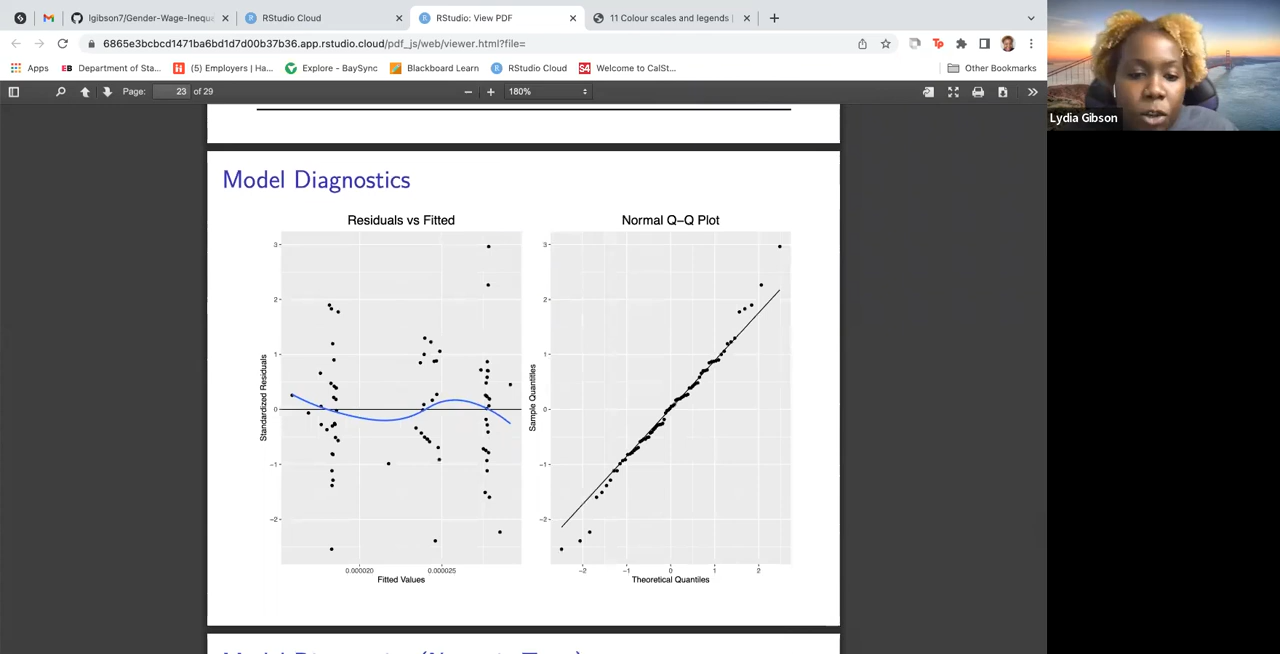 lgibson7/Gender-Wage-Inequ
RStudio Cloud
RStudio: View PDF
11 Colour scales and legends |
6865e3bcbcd1471ba6bd1d7d00b37b36.app.rstudio.cloud/pdf_js/web/viewer.html?file=
Apps
EB Department of Sta...
(5) Employers | Ha...
Explore - BaySync
Blackboard Learn
RStudio Cloud
S4 Welcome to CalSt...
Other Bookmarks
Page: 23 of 29
180%
Lydia Gibson
Model Diagnostics
Residuals vs Fitted
3
2
1
0
−1
−2
Standardized Residuals
0.000020
0.000025
Fitted Values
Normal Q−Q Plot
3
2
1
0
−1
−2
Sample Quantities
−2
−1
0
1
2
Theoretical Quantiles